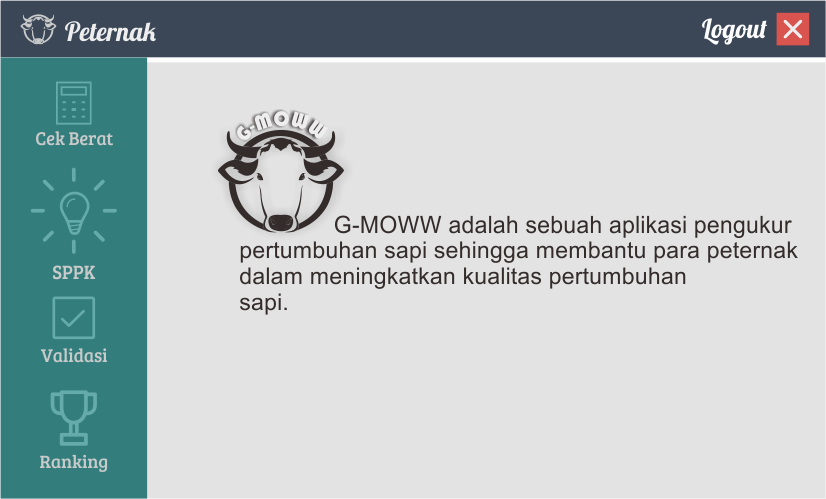 Peternak
Logout
Cek Berat
SPPK
Validasi
Ranking
G-MOWW
G-MOWW adalah sebuah aplikasi pengukur
pertumbuhan sapi sehingga membantu para peternak
dalam meningkatkan kualitas pertumbuhan
sapi.